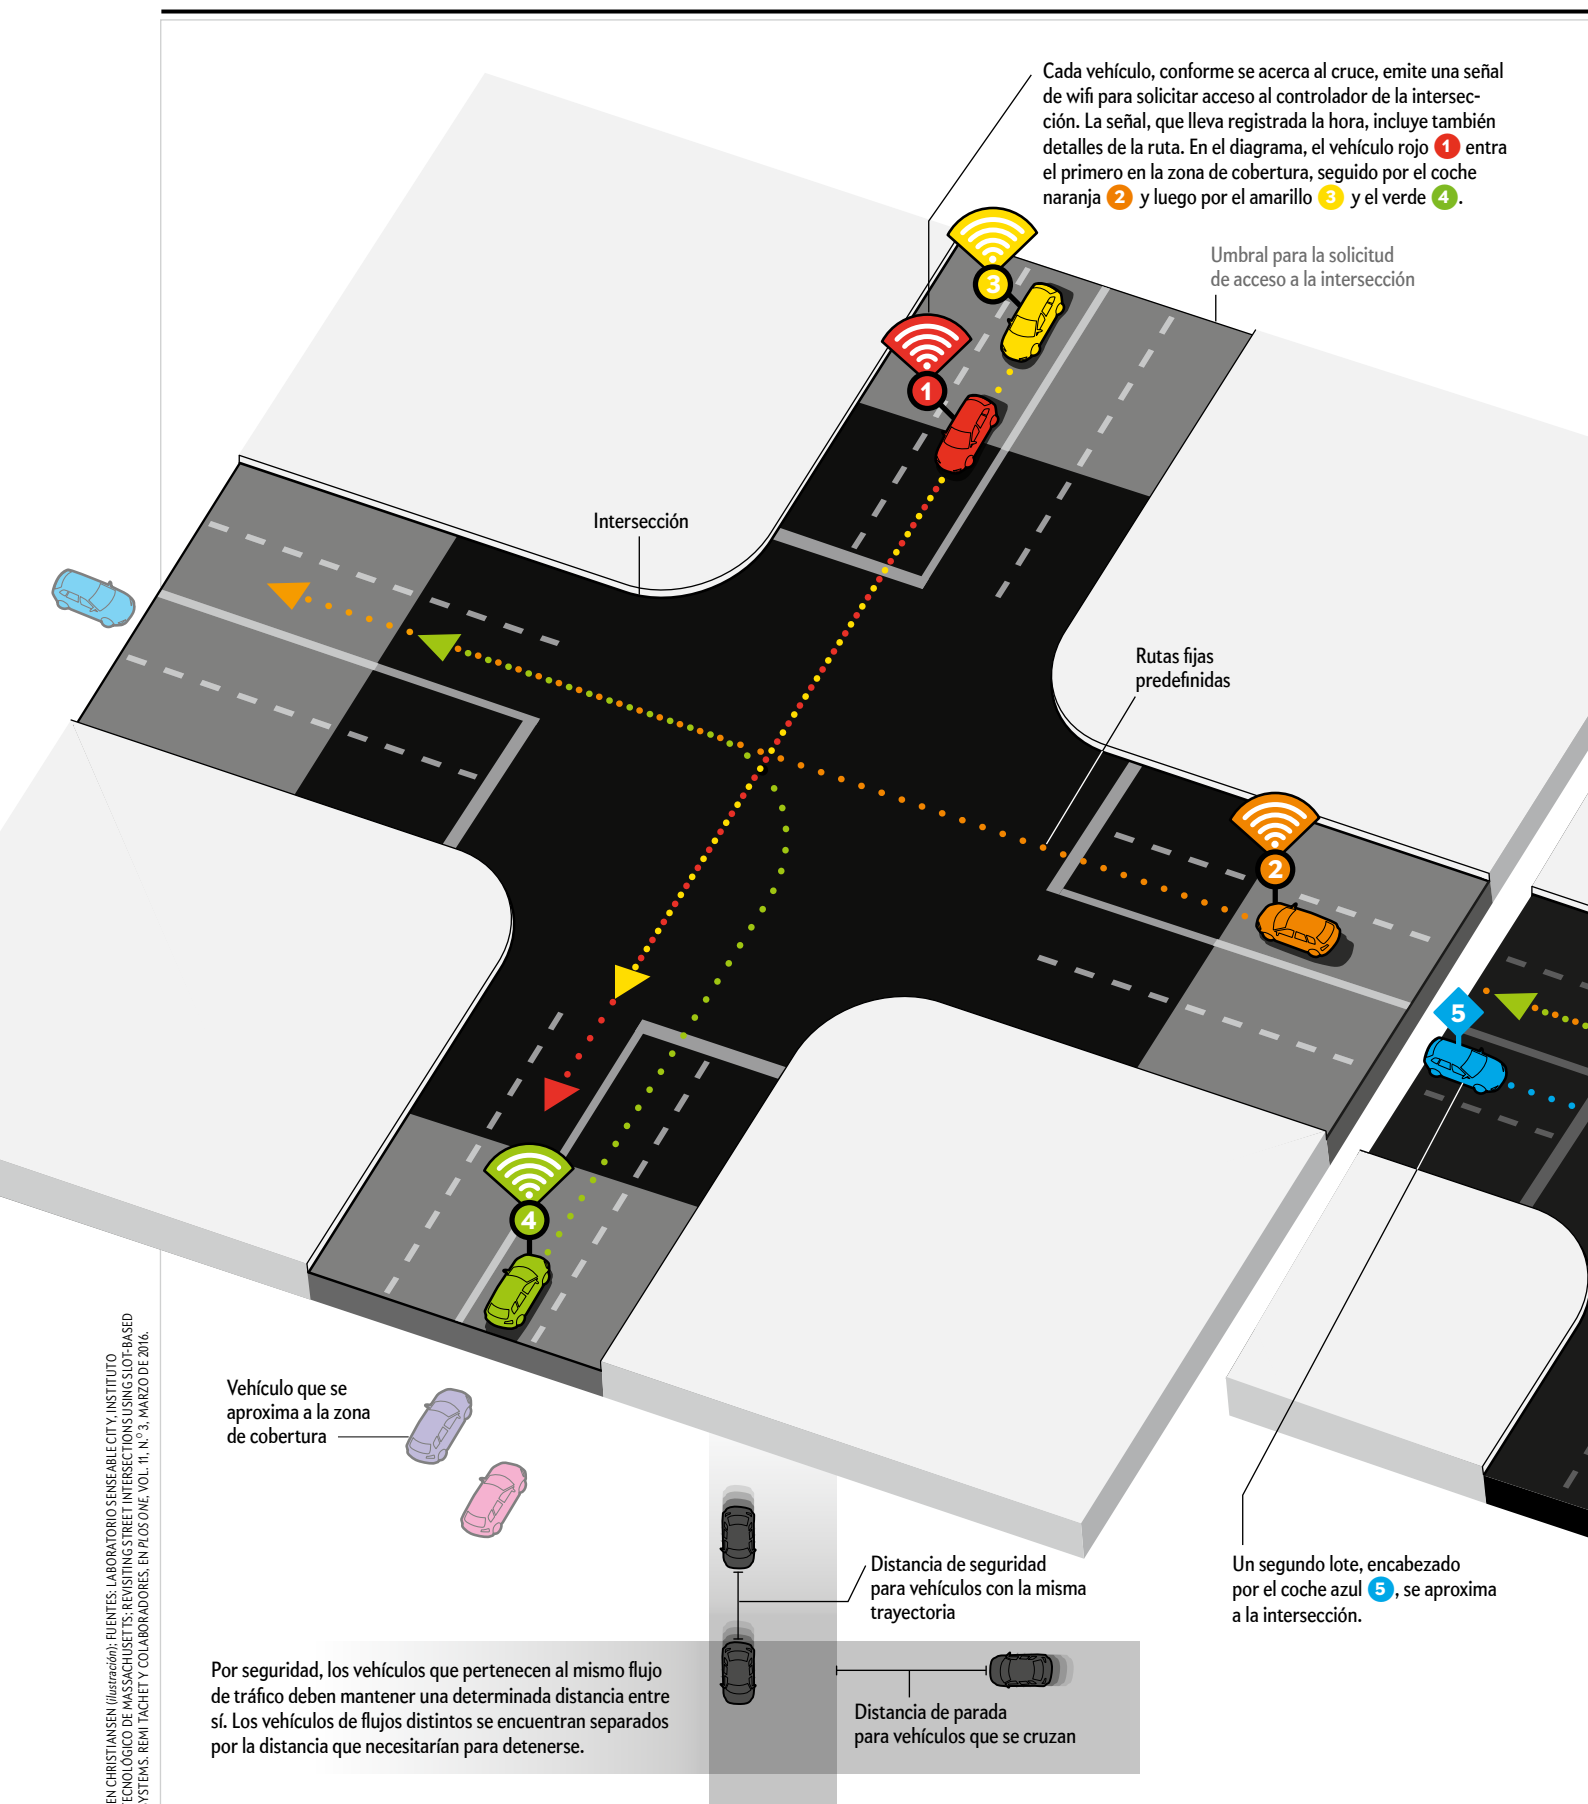 Cada vehículo, conforme se acerca al cruce, emite una señal
de wifi para solicitar acceso al controlador de la intersec-
ción. La señal, que lleva registrada la hora, incluye también
detalles de la ruta. En el diagrama, el vehículo rojo 1 entra
el primero en la zona de cobertura, seguido por el coche
naranja 2 y luego por el amarillo 3 y el verde 4.
Umbral para la solicitud
de acceso a la intersección
3
1
Intersección
Rutas fijas
predefinidas
2
5
4
Vehículo que se
aproxima a la zona
de cobertura
Distancia de seguridad
para vehículos con la misma
trayectoria
Un segundo lote, encabezado
por el coche azul 5, se aproxima
a la intersección.
Por seguridad, los vehículos que pertenecen al mismo flujo
de tráfico deben mantener una determinada distancia entre
sí. Los vehículos de flujos distintos se encuentran separados
por la distancia que necesitarían para detenerse.
Distancia de parada
para vehículos que se cruzan
EN CHRISTIANSEN (ilustración); FUENTES: LABORATORIO SENSEABLE CITY, INSTITUTO
TECNOLÓGICO DE MASSACHUSETTS; REVISITING STREET INTERSECTIONS USING SLOT-BASED
SYSTEMS. REMI TACHET Y COLABORADORES, EN PLOS ONE, VOL. 11, N.º 3, MARZO DE 2016.